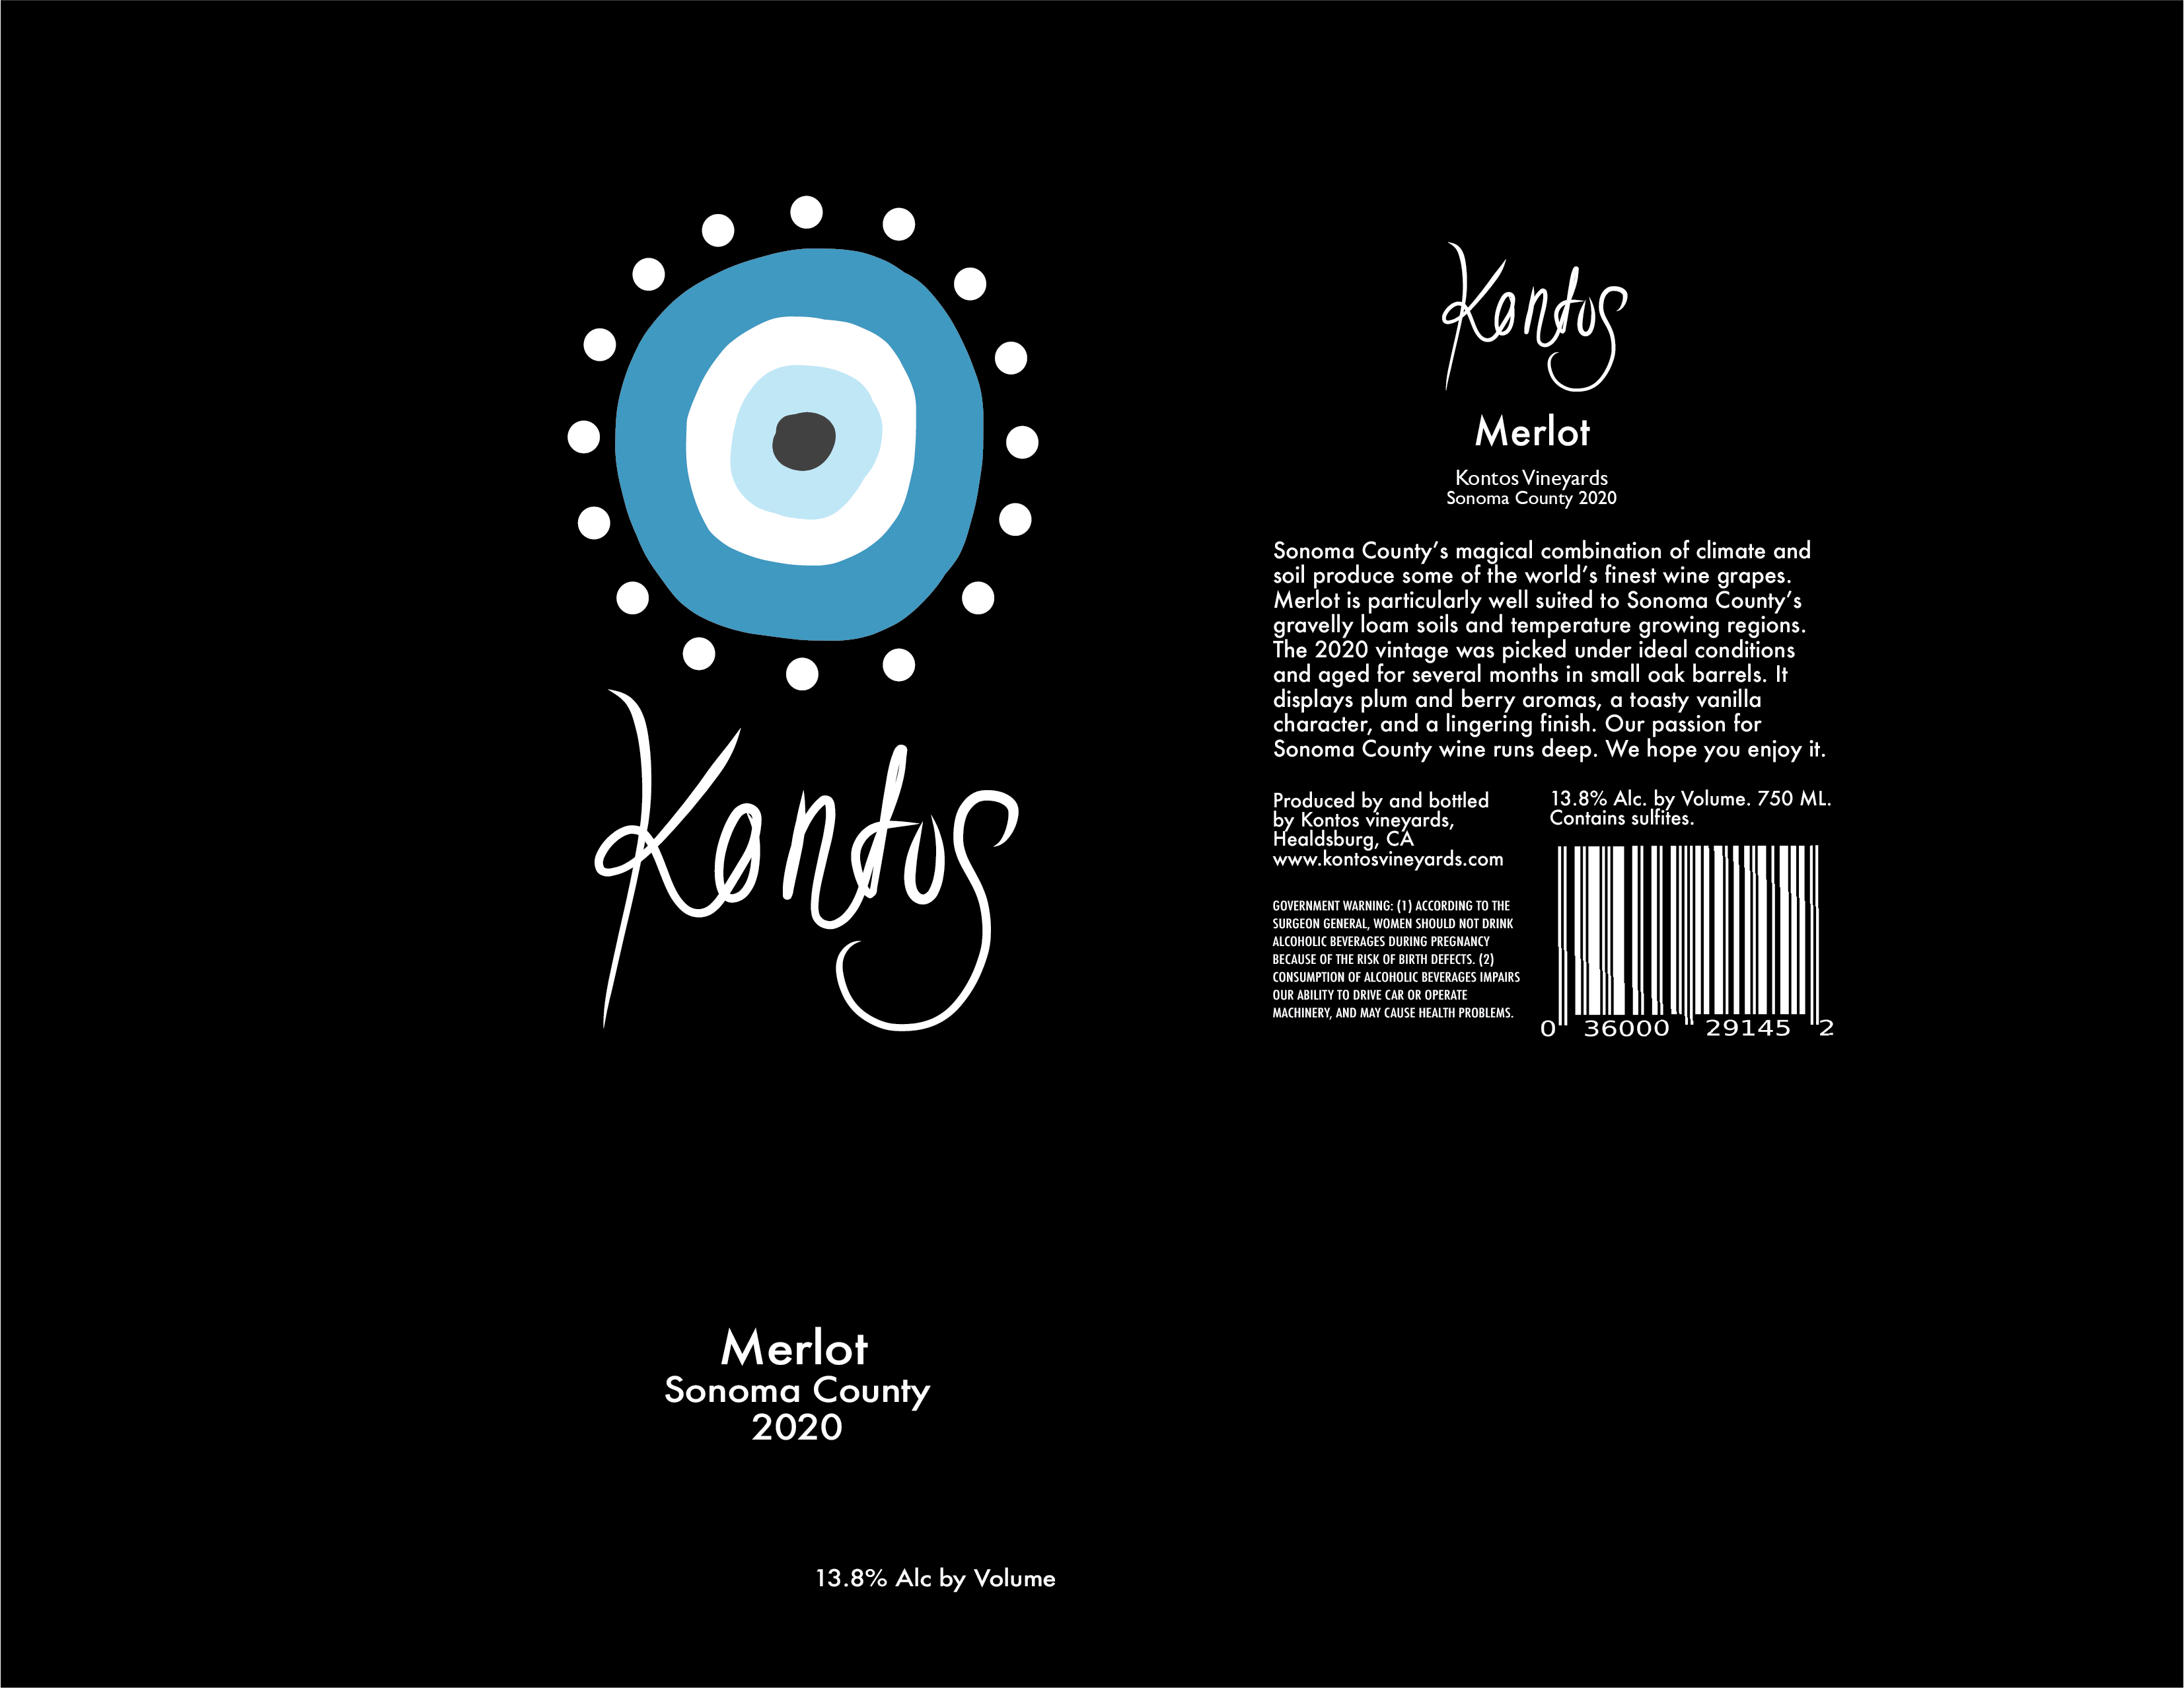 Kontos
Merlot
Sonoma County
2020
13.8% Alc by Volume
Kontos
Merlot
Kontos Vineyards
Sonoma County 2020
Sonoma County’s magical combination of climate and
soil produce some of the world’s finest wine grapes.
Merlot is particularly well suited to Sonoma County’s
gravelly loam soils and temperature growing regions.
The 2020 vintage was picked under ideal conditions
and aged for several months in small oak barrels. It
displays plum and berry aromas, a toasty vanilla
character, and a lingering finish. Our passion for
Sonoma County wine runs deep. We hope you enjoy it.
Produced by and bottled
by Kontos vineyards,
Healdsburg, CA
www.kontosvineyards.com
13.8% Alc. by Volume. 750 ML.
Contains sulfites.
GOVERNMENT WARNING: (1) ACCORDING TO THE
SURGEON GENERAL, WOMEN SHOULD NOT DRINK
ALCOHOLIC BEVERAGES DURING PREGNANCY
BECAUSE OF THE RISK OF BIRTH DEFECTS. (2)
CONSUMPTION OF ALCOHOLIC BEVERAGES IMPAIRS
OUR ABILITY TO DRIVE CAR OR OPERATE
MACHINERY, AND MAY CAUSE HEALTH PROBLEMS.
0 36000 29145 2